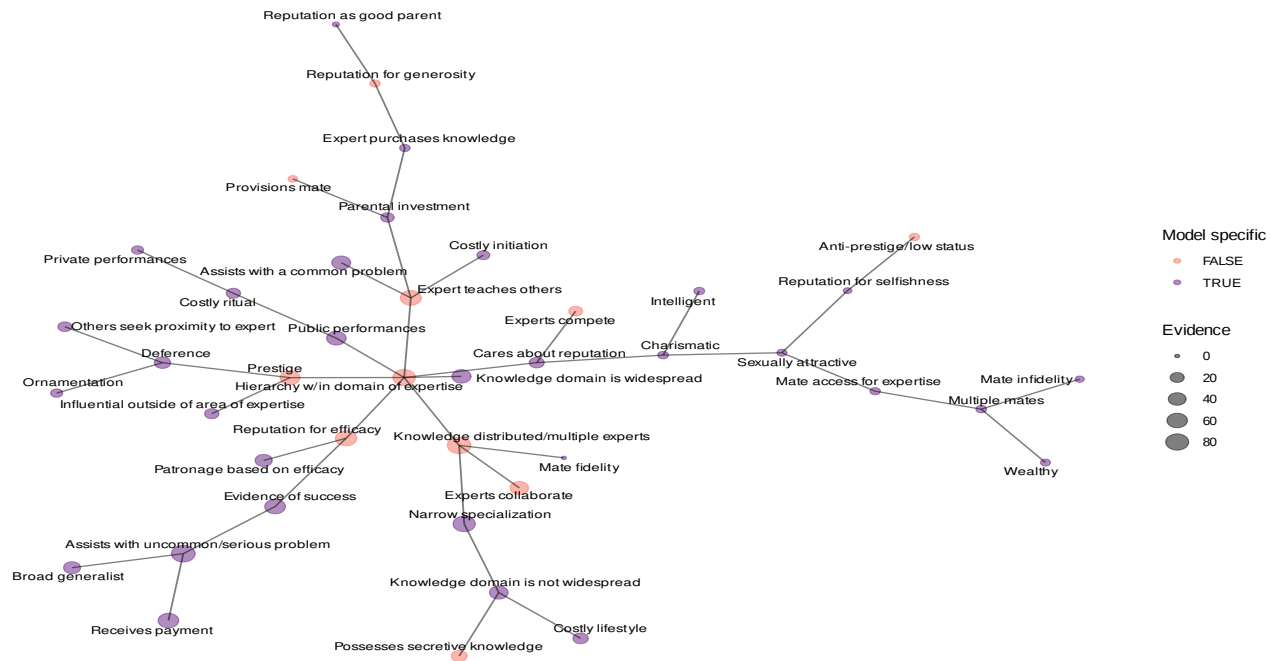 Reputation as good parent
Reputation for generosity
Expert purchases knowledge
Provisions mate
Parental investment
Costly initiation
Private performances
Assists with a common problem
Expert teaches others
Costly ritual
Public performances
Others seek proximity to expert
Deference
Prestige
Hierarchy w/in domain of expertise
Ornamentation
Influential outside of area of expertise
Experts compete
Cares about reputation
Knowledge domain is widespread
Intelligent
Charismatic
Anti-prestige/low status
Reputation for selfishness
Sexually attractive
Mate access for expertise
Mate infidelity
Multiple mates
Wealthy
Reputation for efficacy
Knowledge distributed/multiple experts
Patronage based on efficacy
Mate fidelity
Evidence of success
Experts collaborate
Narrow specialization
Assists with uncommon/serious problem
Broad generalist
Knowledge domain is not widespread
Receives payment
Costly lifestyle
Possesses secretive knowledge
Model specific
FALSE
TRUE
Evidence
0
20
40
60
80